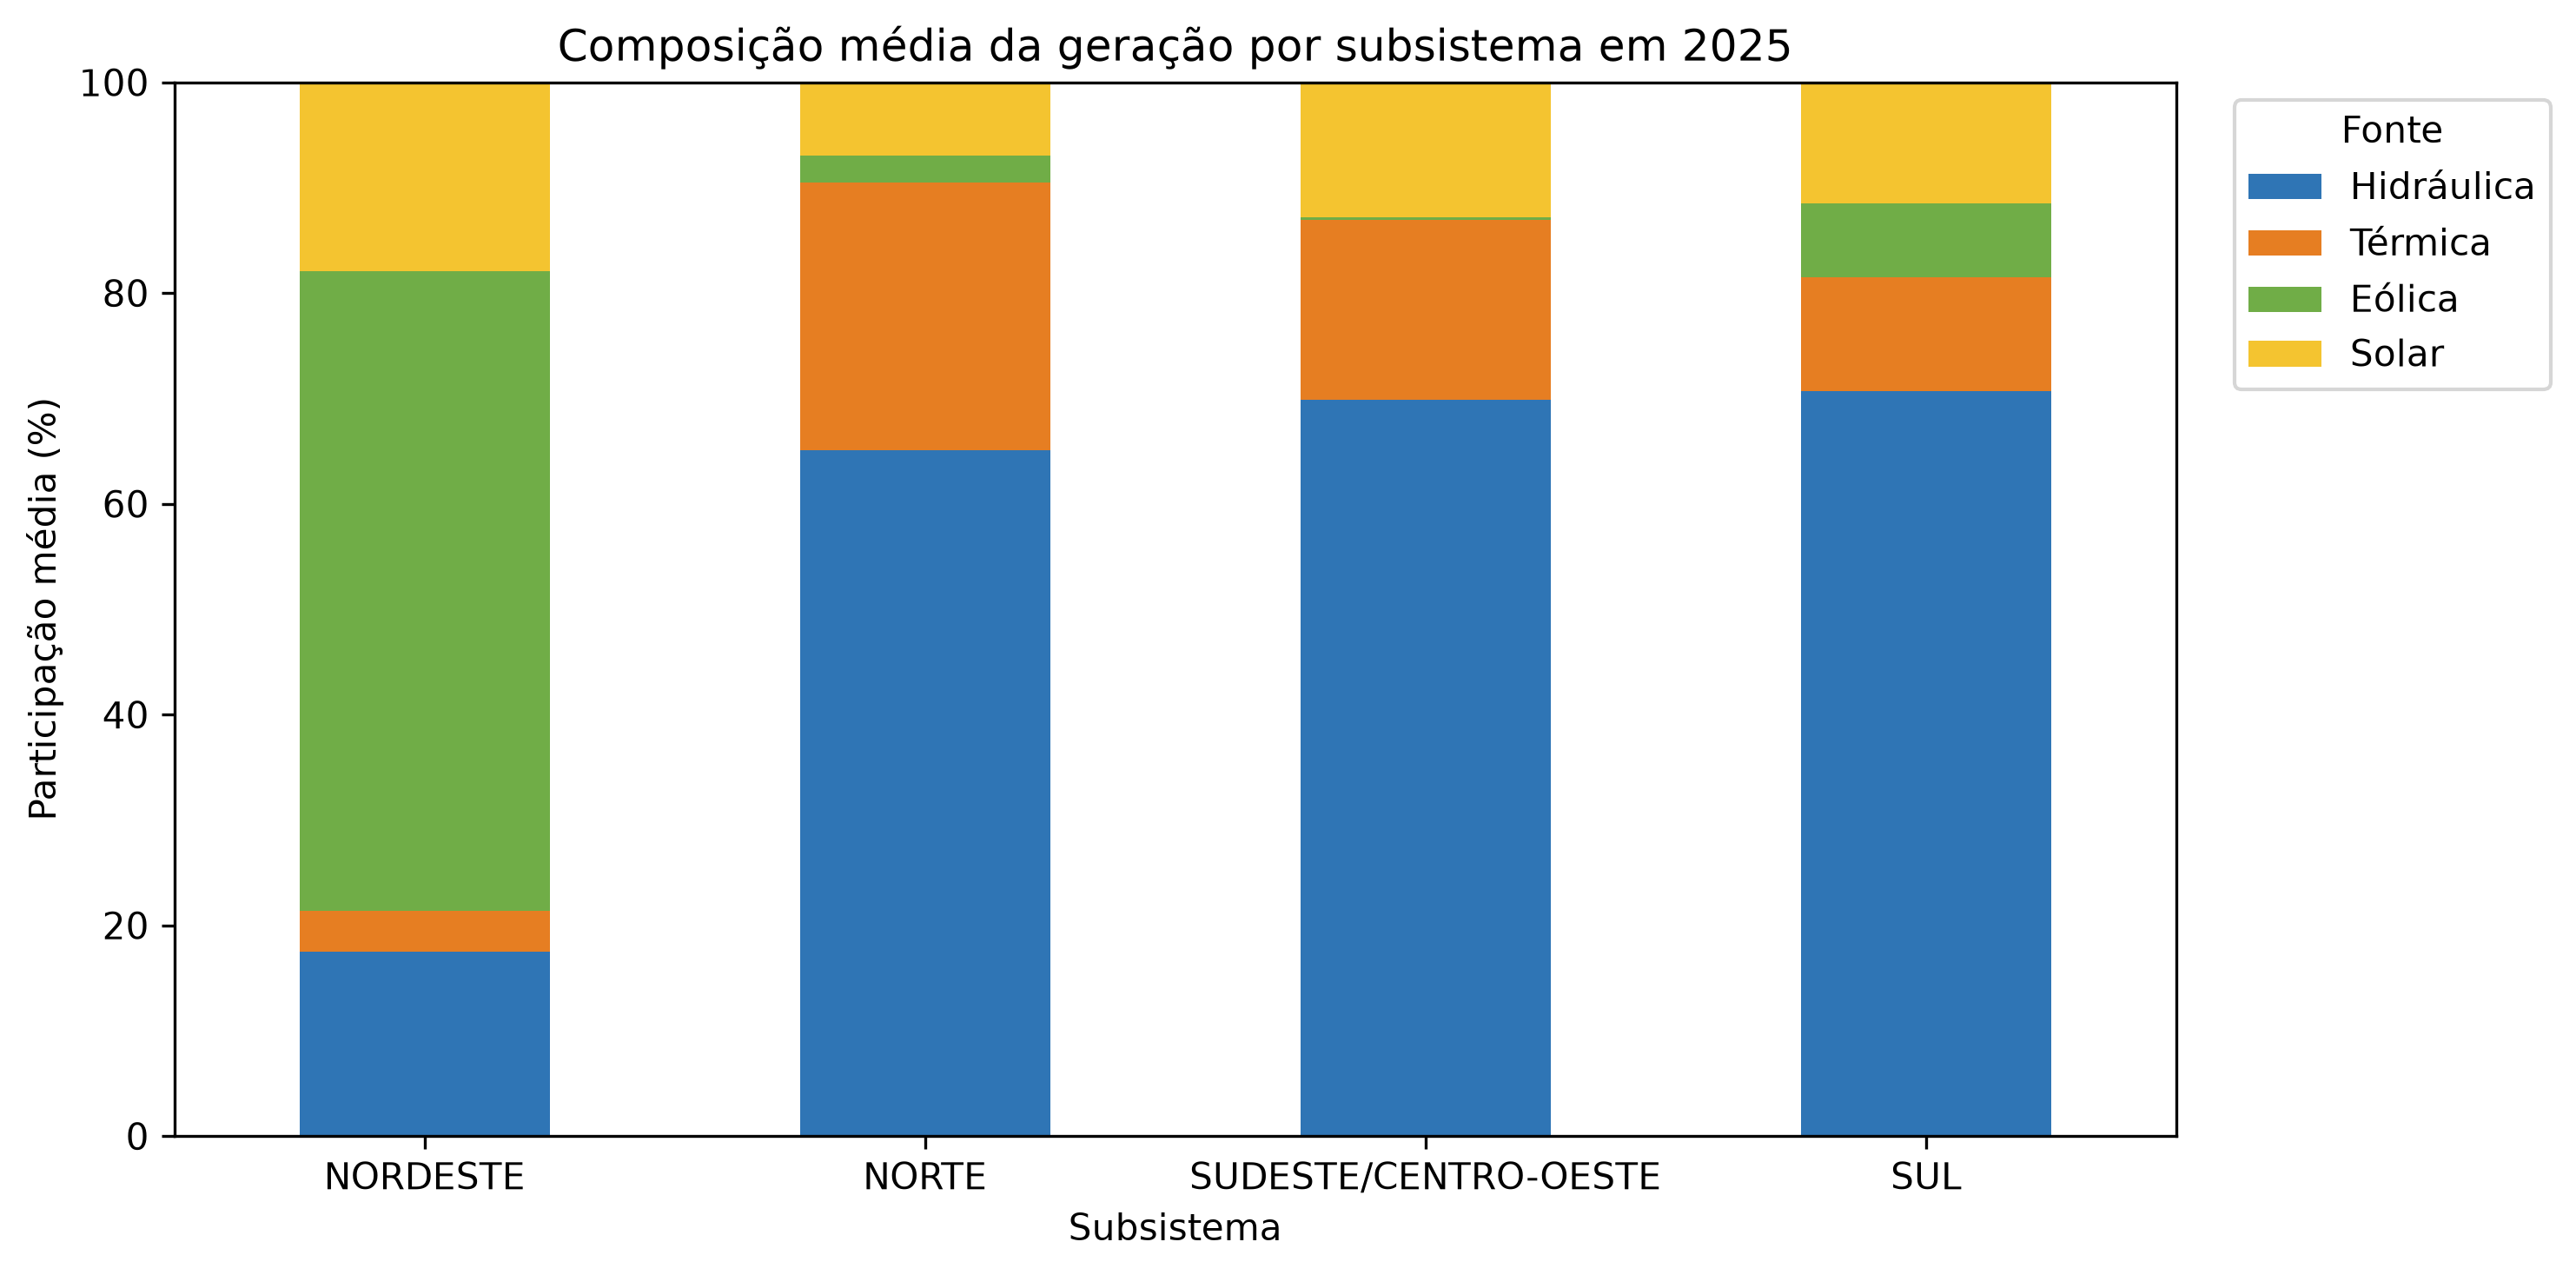 Composição média da geração por subsistema em 2025
Participação média (%)
100
80
60
40
20
0
NORDESTE
NORTE
SUDESTE/CENTRO-OESTE
SUL
Subsistema
Fonte
Hidráulica
Térmica
Eólica
Solar